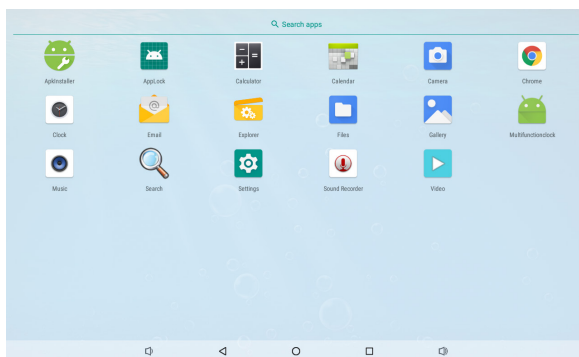 Search apps
ApkInstaller AppLock Calculator Calendar Camera Chrome
Clock Email Explorer Files Gallery Multifunctionclock
Music Search Settings Sound Recorder Video